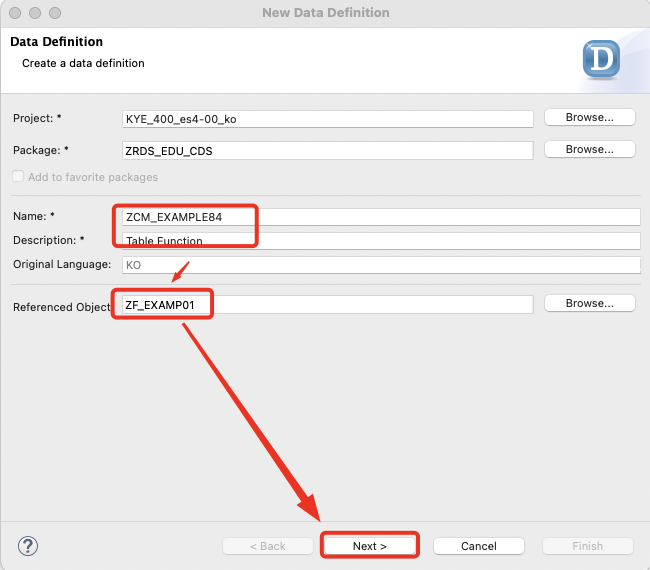 New Data Definition
Data Definition
Create a data definition
D
Project: * KYE_400_es4-00_ko Browse...
Package: * ZRDS_EDU_CDS Browse...
Add to favorite packages
Name: * ZCM_EXAMPLE84
Description: * Table Function
Original Language: KO
Referenced Object ZF_EXAMP01 Browse...
? < Back Next > Cancel Finish